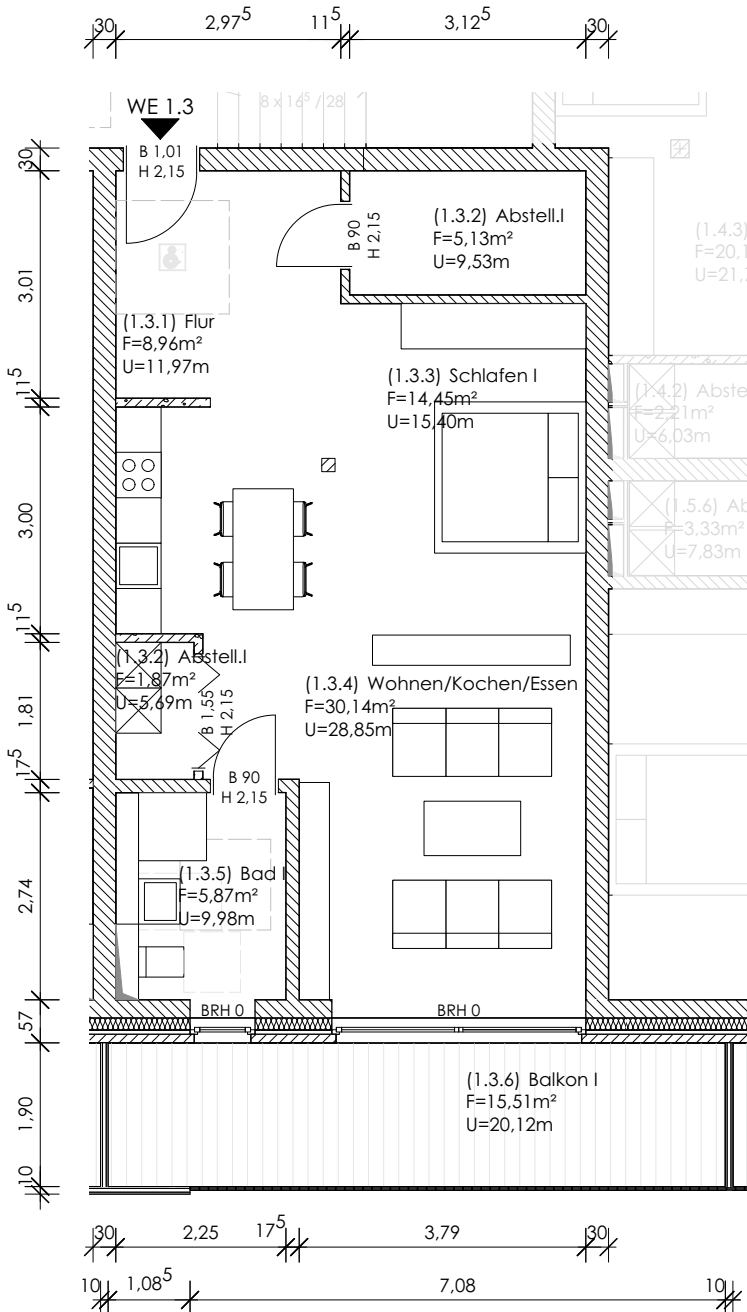 30 2,97⁵ 11⁵ 3,12⁵ 30
WE 1.3
8 x 16⁵ / 28
B 1,01
H 2,15
30
B 90
H 2,15
(1.3.2) Abstell.I
F=5,13m²
U=9,53m
(1.4.3)
F=20,1
3,01
(1.3.1) Flur
F=8,96m²
U=11,97m
(1.3.3) Schlafen I
F=14,45m²
U=15,40m
11⁵
(1.4.2) Abste
F=2,21m²
U=6,03m
3,00
(1.5.6) Ab
F=3,33m²
U=7,83m
11⁵
(1.3.2) Abstell.I
F=1,87m²
U=5,69m
B 1,55
H 2,15
(1.3.4) Wohnen/Kochen/Essen
F=30,14m²
U=28,85m
1,81
17⁵
B 90
H 2,15
2,74
(1.3.5) Bad I
F=5,87m²
U=9,98m
BRH 0 BRH 0
57
(1.3.6) Balkon I
F=15,51m²
U=20,12m
1,90
10
30 2,25 17⁵ 3,79 30
10 1,08⁵ 7,08 10